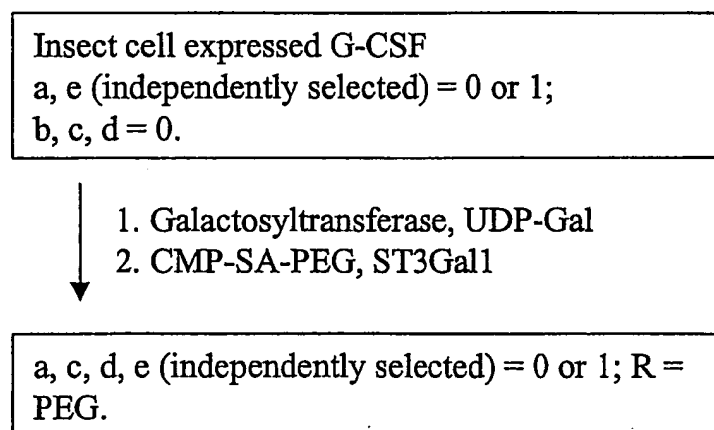 Insect cell expressed G-CSF
a, e (independently selected) = 0 or 1;
b, c, d = 0.
1. Galactosyltransferase, UDP-Gal
2. CMP-SA-PEG, ST3Gal1
a, c, d, e (independently selected) = 0 or 1; R =
PEG.